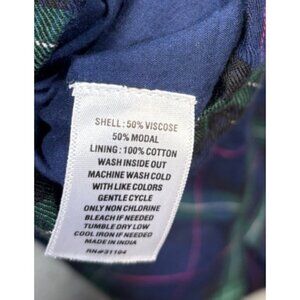 SHELL: 50% VISCOSE
50% MODAL
LINING: 100% COTTON
WASH INSIDE OUT
MACHINE WASH COLD
WITH LIKE COLORS
GENTLE CYCLE
ONLY NON CHLORINE
BLEACH IF NEEDED
TUMBLE DRY LOW
COOL IRON IF NEEDED
MADE IN INDIA
RN#31104